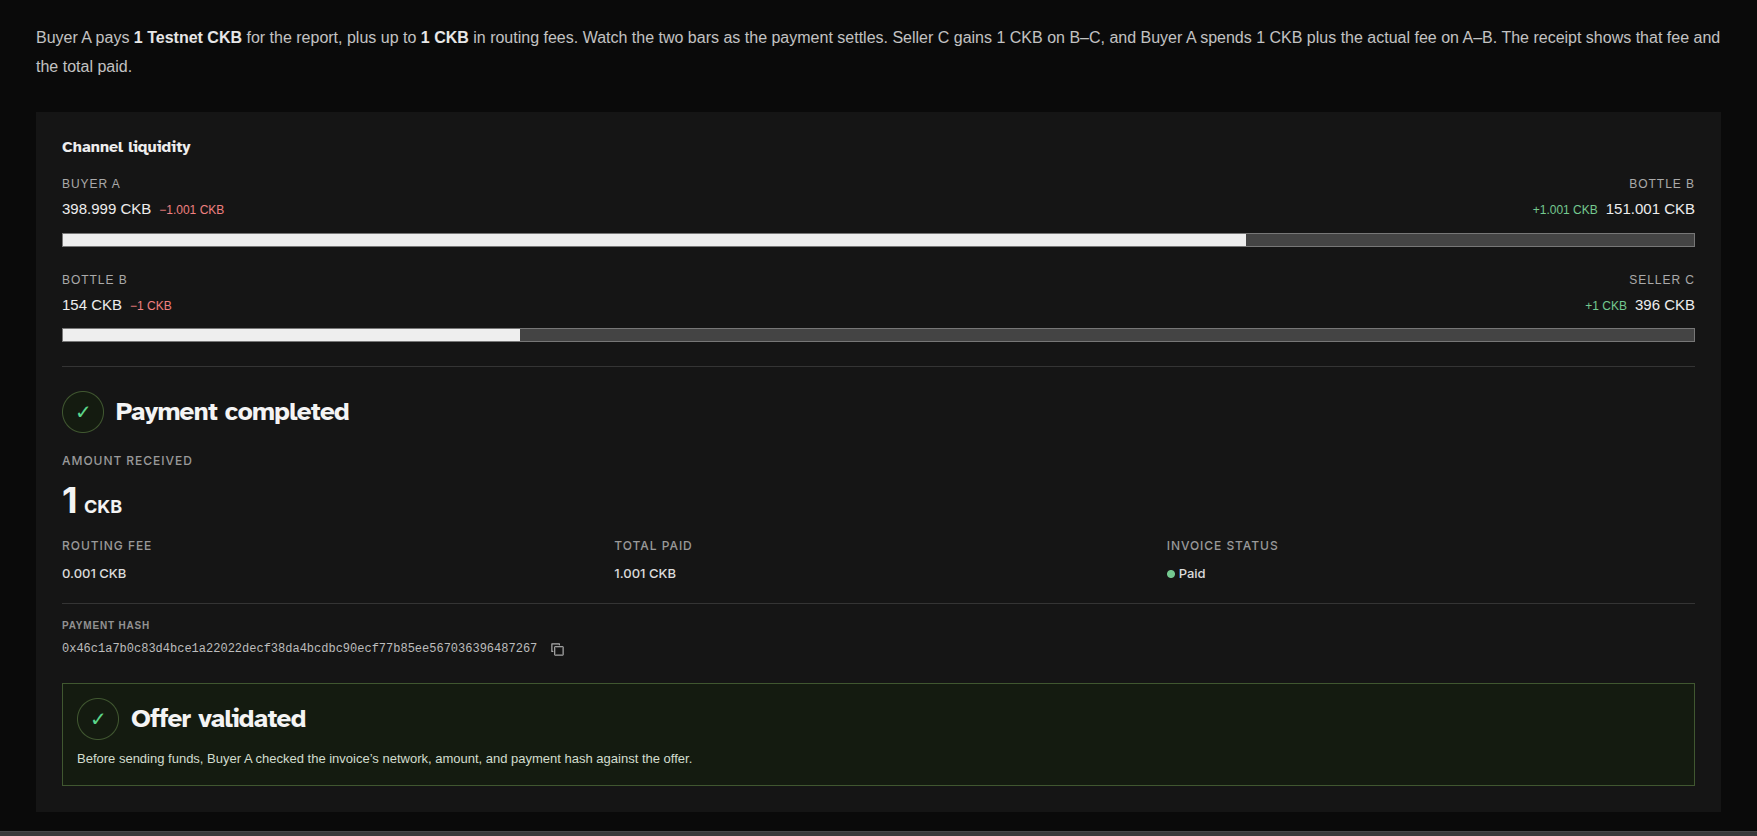 Buyer A pays 1 Testnet CKB for the report, plus up to 1 CKB in routing fees. Watch the two bars as the payment settles. Seller C gains 1 CKB on B–C, and Buyer A spends 1 CKB plus the actual fee on A–B. The receipt shows that fee and
the total paid.
Channel liquidity
BUYER A BOTTLE B
398.999 CKB −1.001 CKB +1.001 CKB 151.001 CKB
BOTTLE B SELLER C
154 CKB −1 CKB +1 CKB 396 CKB
✓ Payment completed
AMOUNT RECEIVED
1 CKB
ROUTING FEE TOTAL PAID INVOICE STATUS
0.001 CKB 1.001 CKB Paid
PAYMENT HASH
0x46c1a7b0c83d4bce1a22022decf38da4bcdbc90ecf77b85ee567036396487267
✓ Offer validated
Before sending funds, Buyer A checked the invoice's network, amount, and payment hash against the offer.